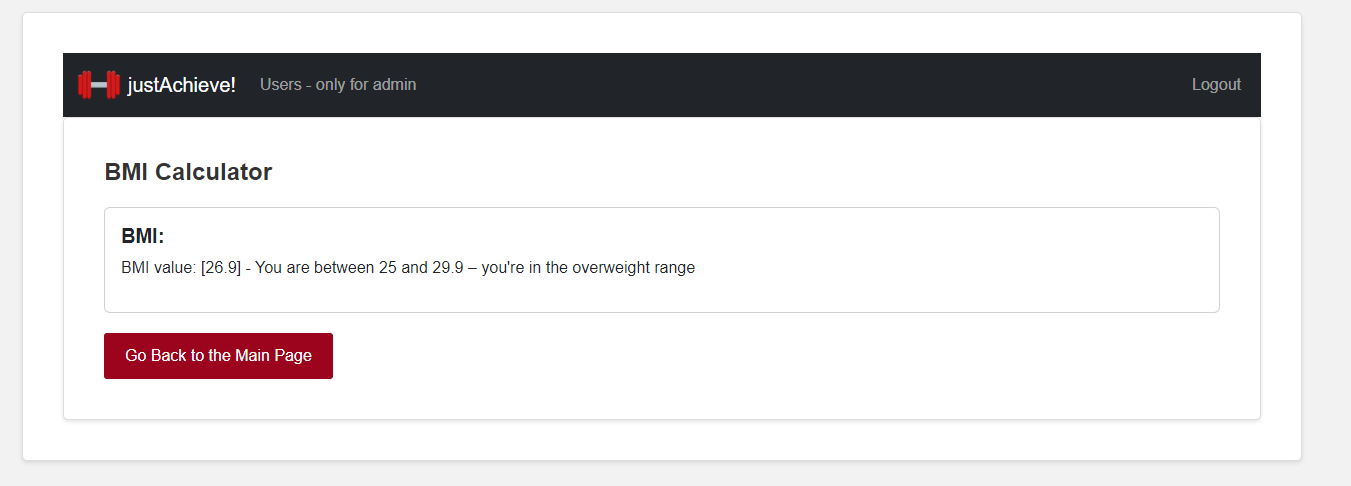 justAchieve! Users - only for admin Logout
BMI Calculator
BMI:
BMI value: [26.9] - You are between 25 and 29.9 – you're in the overweight range
Go Back to the Main Page